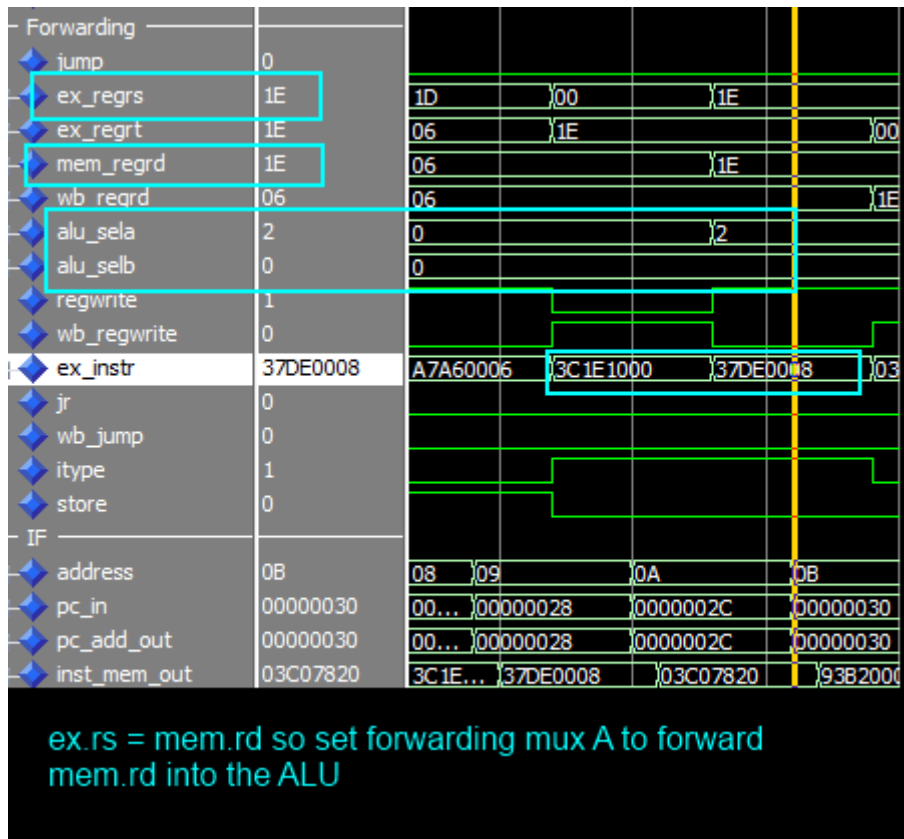 Forwarding
jump 0
ex_regrs 1E 1D 00 1E
ex_regrt 1E 06 1E 00
mem_regrd 1E 06 1E
wb_regrd 06 06 1E
alu_sela 2 0 2
alu_selb 0 0
regwrite 1
wb_regwrite 0
ex_instr 37DE0008 A7A60006 3C1E1000 37DE0008 03
jr 0
wb_jump 0
itype 1
store 0
IF
address 0B 08 09 0A 0B
pc_in 00000030 00... 00000028 0000002C 00000030
pc_add_out 00000030 00... 00000028 0000002C 00000030
inst_mem_out 03C07820 3C1E... 37DE0008 03C07820 93B2000
ex.rs = mem.rd so set forwarding mux A to forward
mem.rd into the ALU